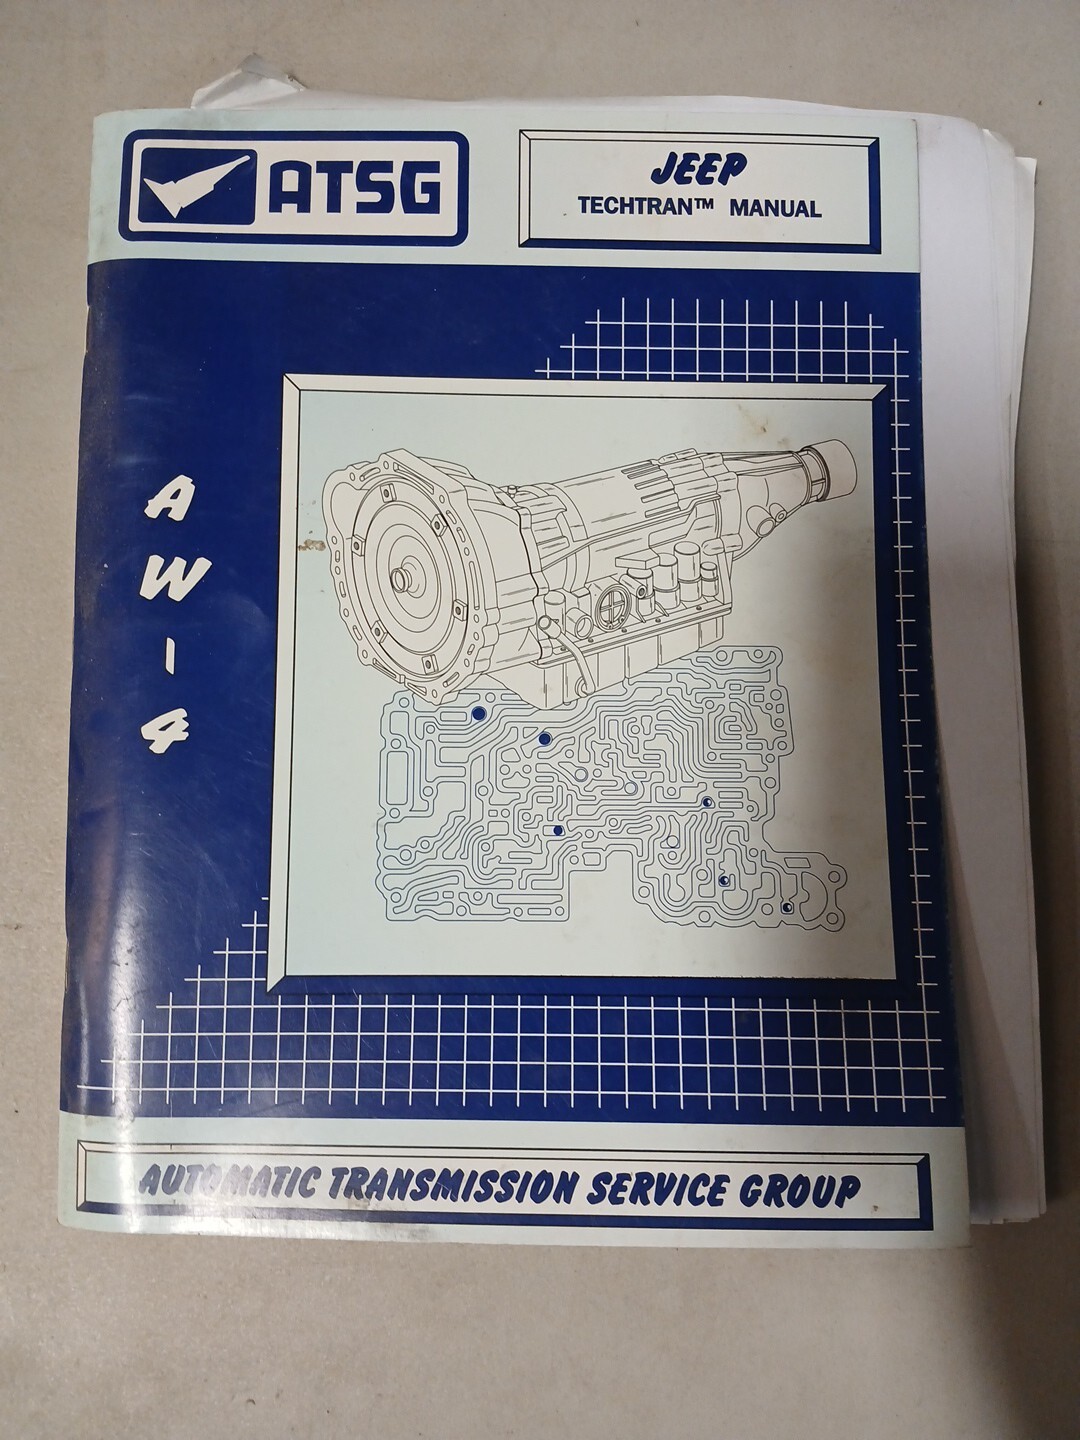 ATSG
JEEP
TECHTRAN™ MANUAL
AW-4
AUTOMATIC TRANSMISSION SERVICE GROUP